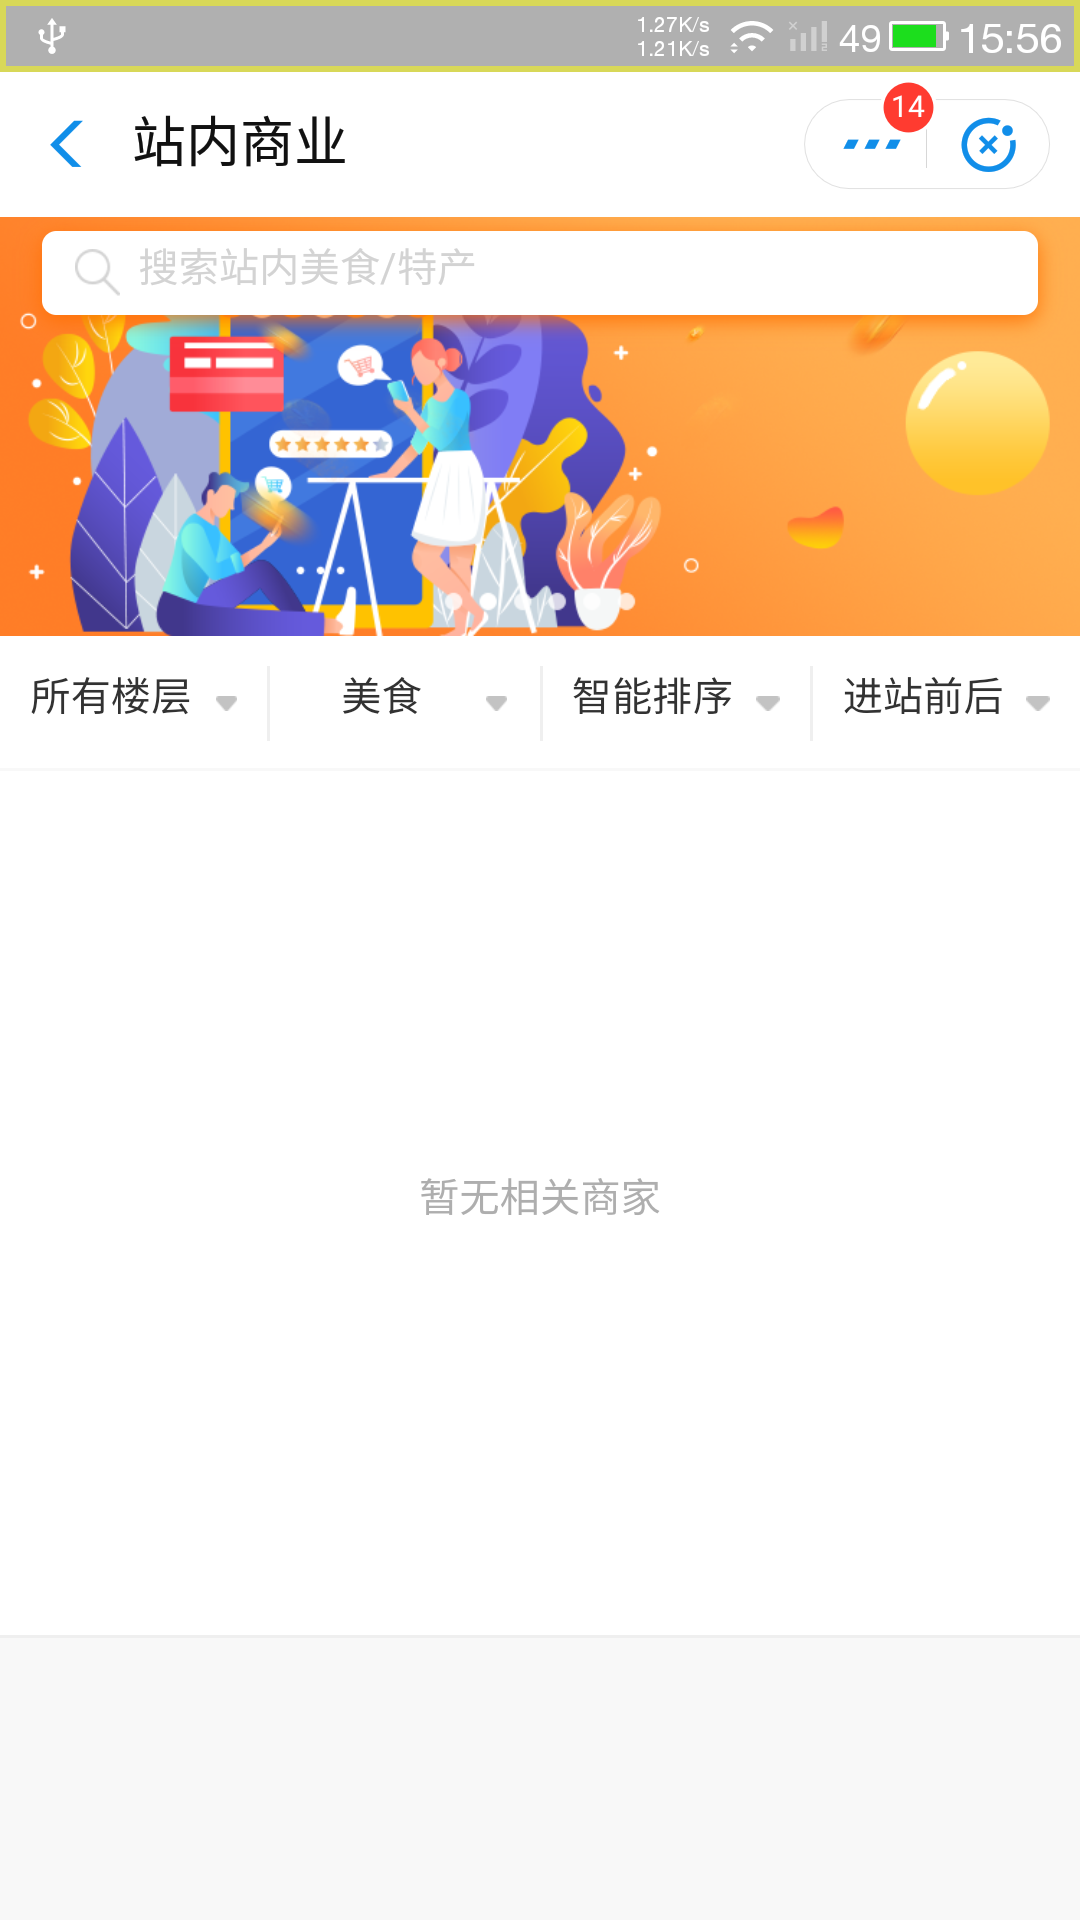 1.27K/s
1.21K/s
49
15:56
站内商业
14
搜索站内美食/特产
所有楼层
美食
智能排序
进站前后
暂无相关商家